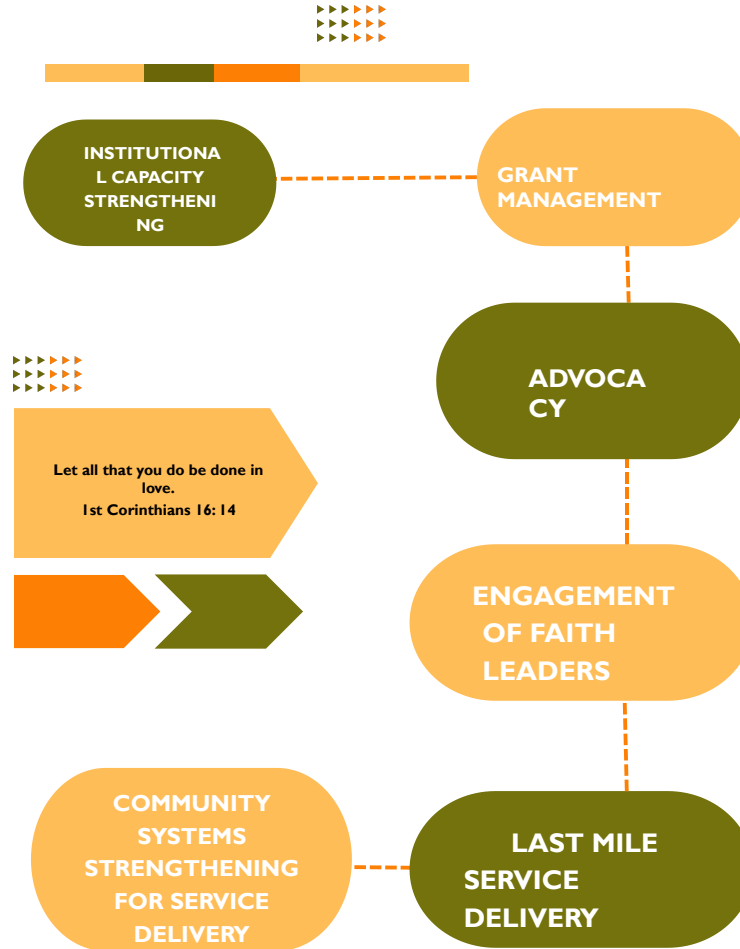 INSTITUTIONA
L CAPACITY
STRENGTHENI
NG
GRANT
MANAGEMENT
ADVOCA
CY
Let all that you do be done in
love.
1st Corinthians 16: 14
ENGAGEMENT
OF FAITH
LEADERS
COMMUNITY
SYSTEMS
STRENGTHENING
FOR SERVICE
DELIVERY
LAST MILE
SERVICE
DELIVERY